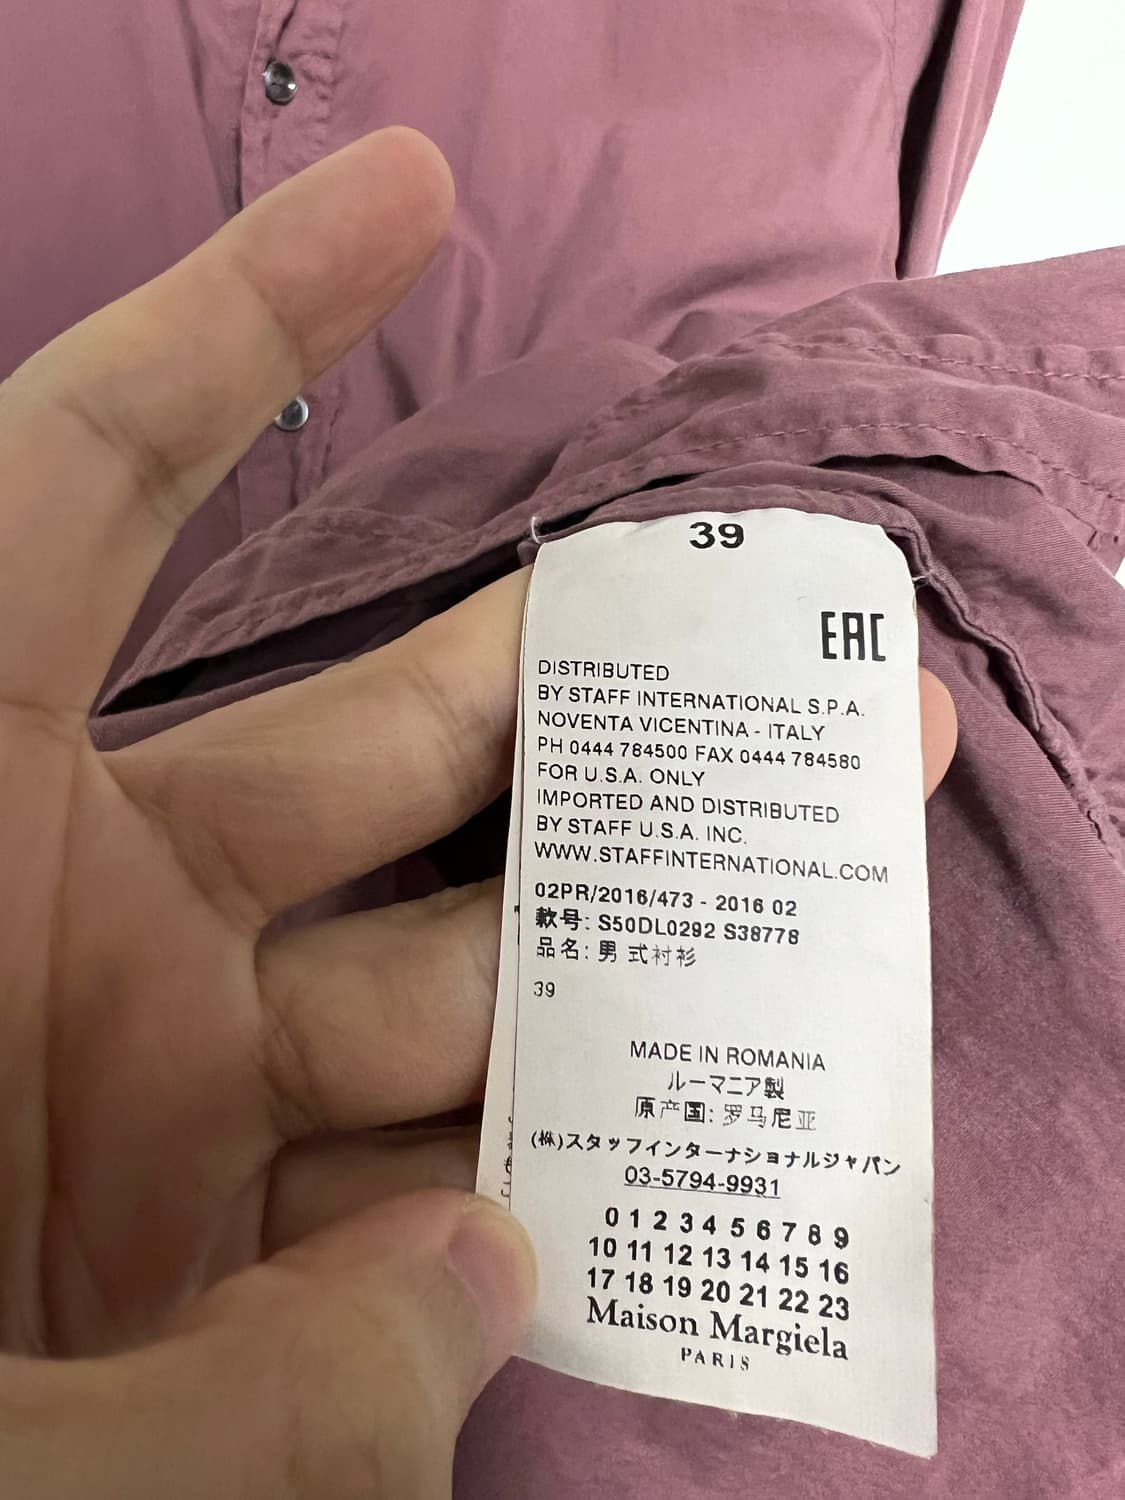 39
EAC
DISTRIBUTED
BY STAFF INTERNATIONAL S.P.A.
NOVENTA VICENTINA - ITALY
PH 0444 784500 FAX 0444 784580
FOR U.S.A. ONLY
IMPORTED AND DISTRIBUTED
BY STAFF U.S.A. INC.
WWW.STAFFINTERNATIONAL.COM
02PR/2016/473 - 2016 02
款号: S50DL0292 S38778
品名: 男 式衬衫
39
MADE IN ROMANIA
ルーマニア製
原产国: 罗马尼亚
(株)スタッフインターナショナルジャパン
03-5794-9931
0 1 2 3 4 5 6 7 8 9
10 11 12 13 14 15 16
17 18 19 20 21 22 23
Maison Margiela
PARIS